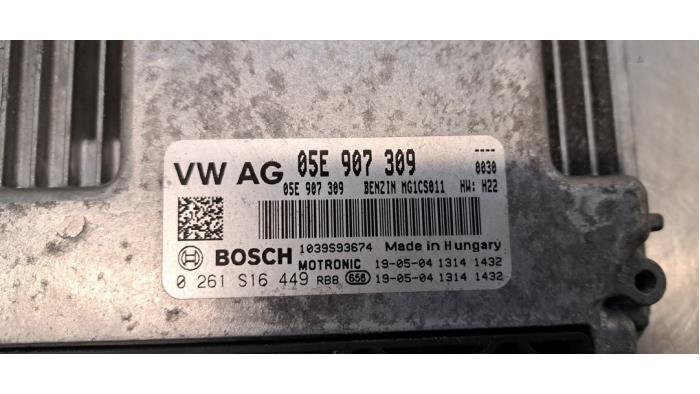 VW AG 05E 907 309 ----
05E 907 309 BENZIN MG1CS011 0030
HW: H22
BOSCH 1039S93674 Made in Hungary
MOTRONIC 19-05-04 1314 1432
0 261 S16 449 RB8 658 19-05-04 1314 1432